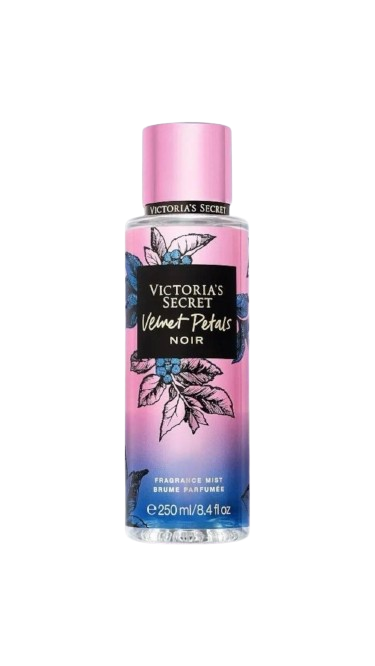 VICTORIA'S SECRET
VICTORIA'S
SECRET
Velvet Petals
NOIR
FRAGRANCE MIST
BRUME PARFUMÉE
℮ 250 ml/8.4 fl oz